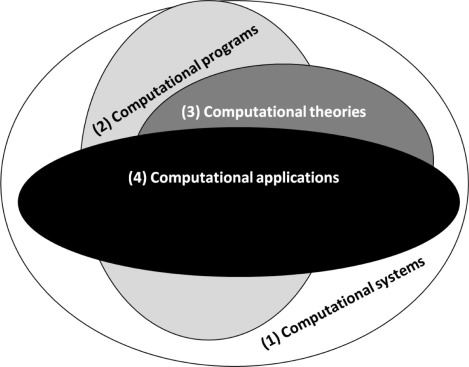 (2) Computational programs
(3) Computational theories
(4) Computational applications
(1) Computational systems